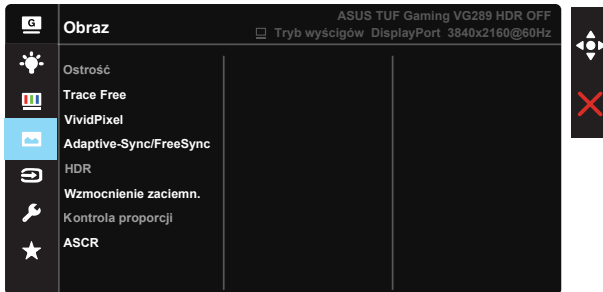 G
Obraz
ASUS TUF Gaming VG289 HDR OFF
Tryb wyścigów DisplayPort 3840x2160@60Hz
Ostrość
Trace Free
VividPixel
Adaptive-Sync/FreeSync
HDR
Wzmocnienie zaciemn.
Kontrola proporcji
ASCR